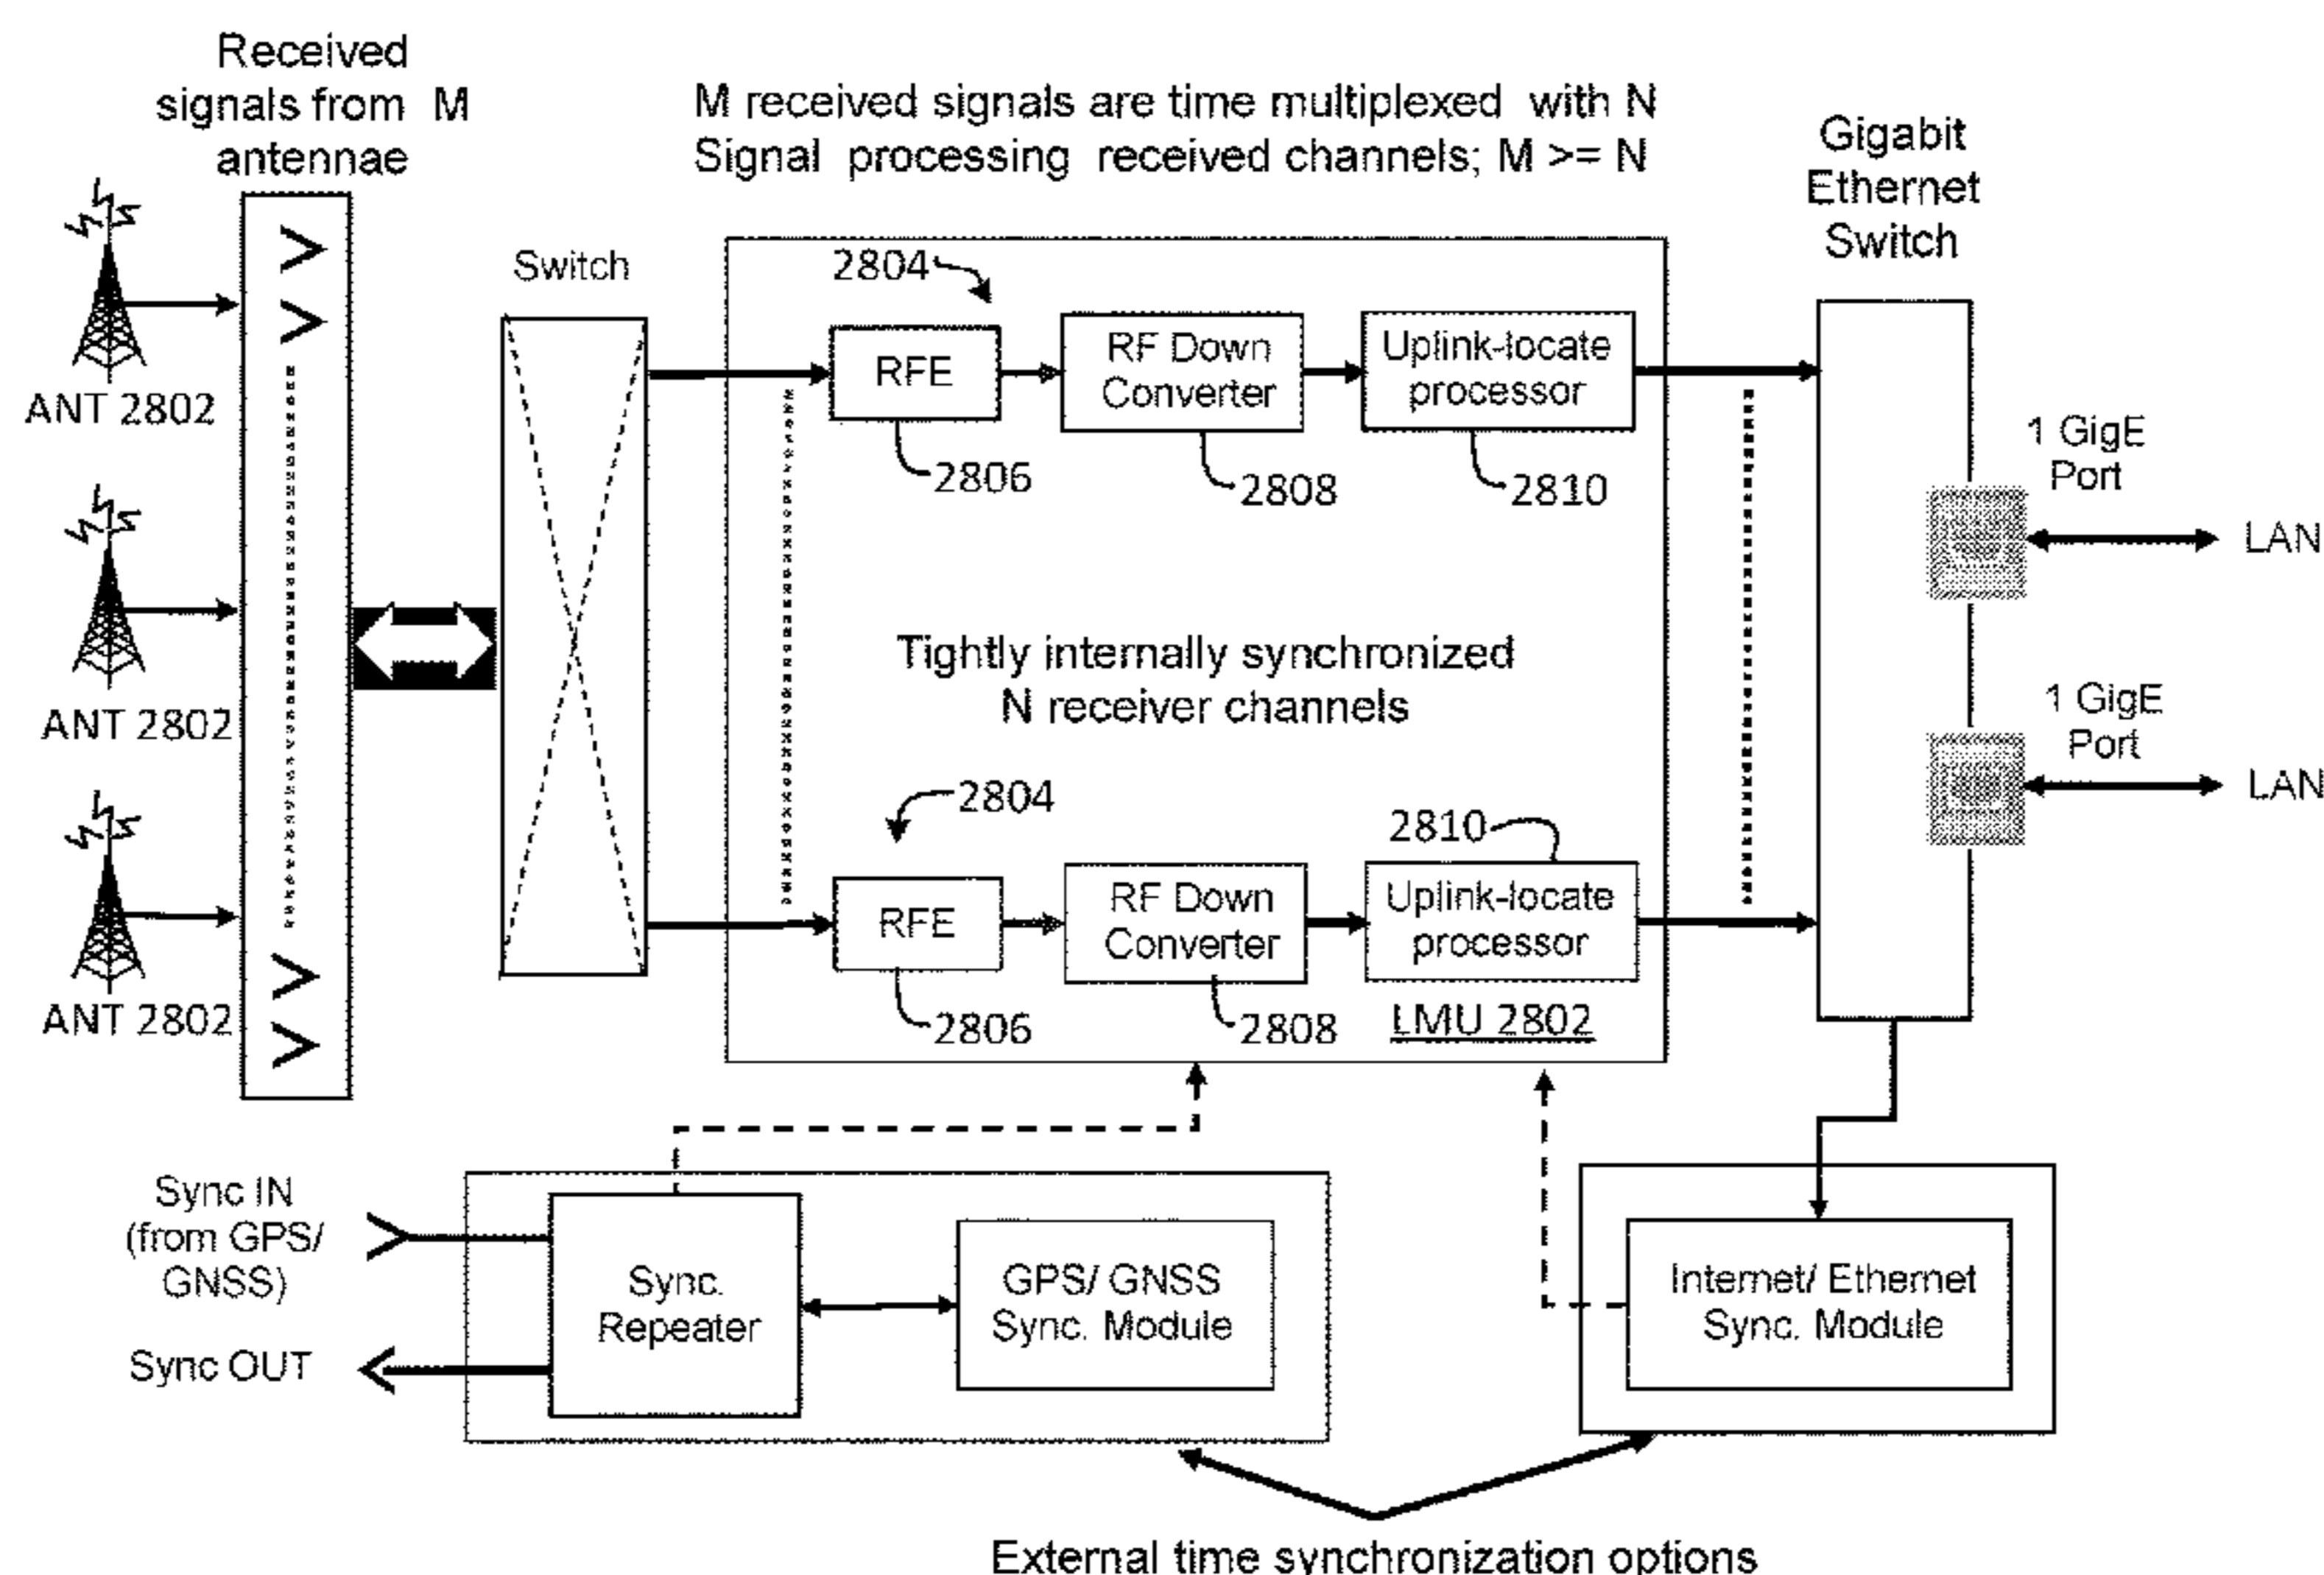 Received
signals from M
antennae
M received signals are time multiplexed with N
Signal processing received channels; M >= N
Gigabit
Ethernet
Switch
Switch
2804
RFE
RF Down
Converter
Uplink-locate
processor
2806
2808
2810
ANT 2802
ANT 2802
ANT 2802
1 GigE
Port
LAN
Tightly internally synchronized
N receiver channels
1 GigE
Port
LAN
2804
2810
RFE
RF Down
Converter
Uplink-locate
processor
2806
2808
LMU 2802
Sync IN
(from GPS/
GNSS)
Sync OUT
Sync.
Repeater
GPS/ GNSS
Sync. Module
Internet/ Ethernet
Sync. Module
External time synchronization options